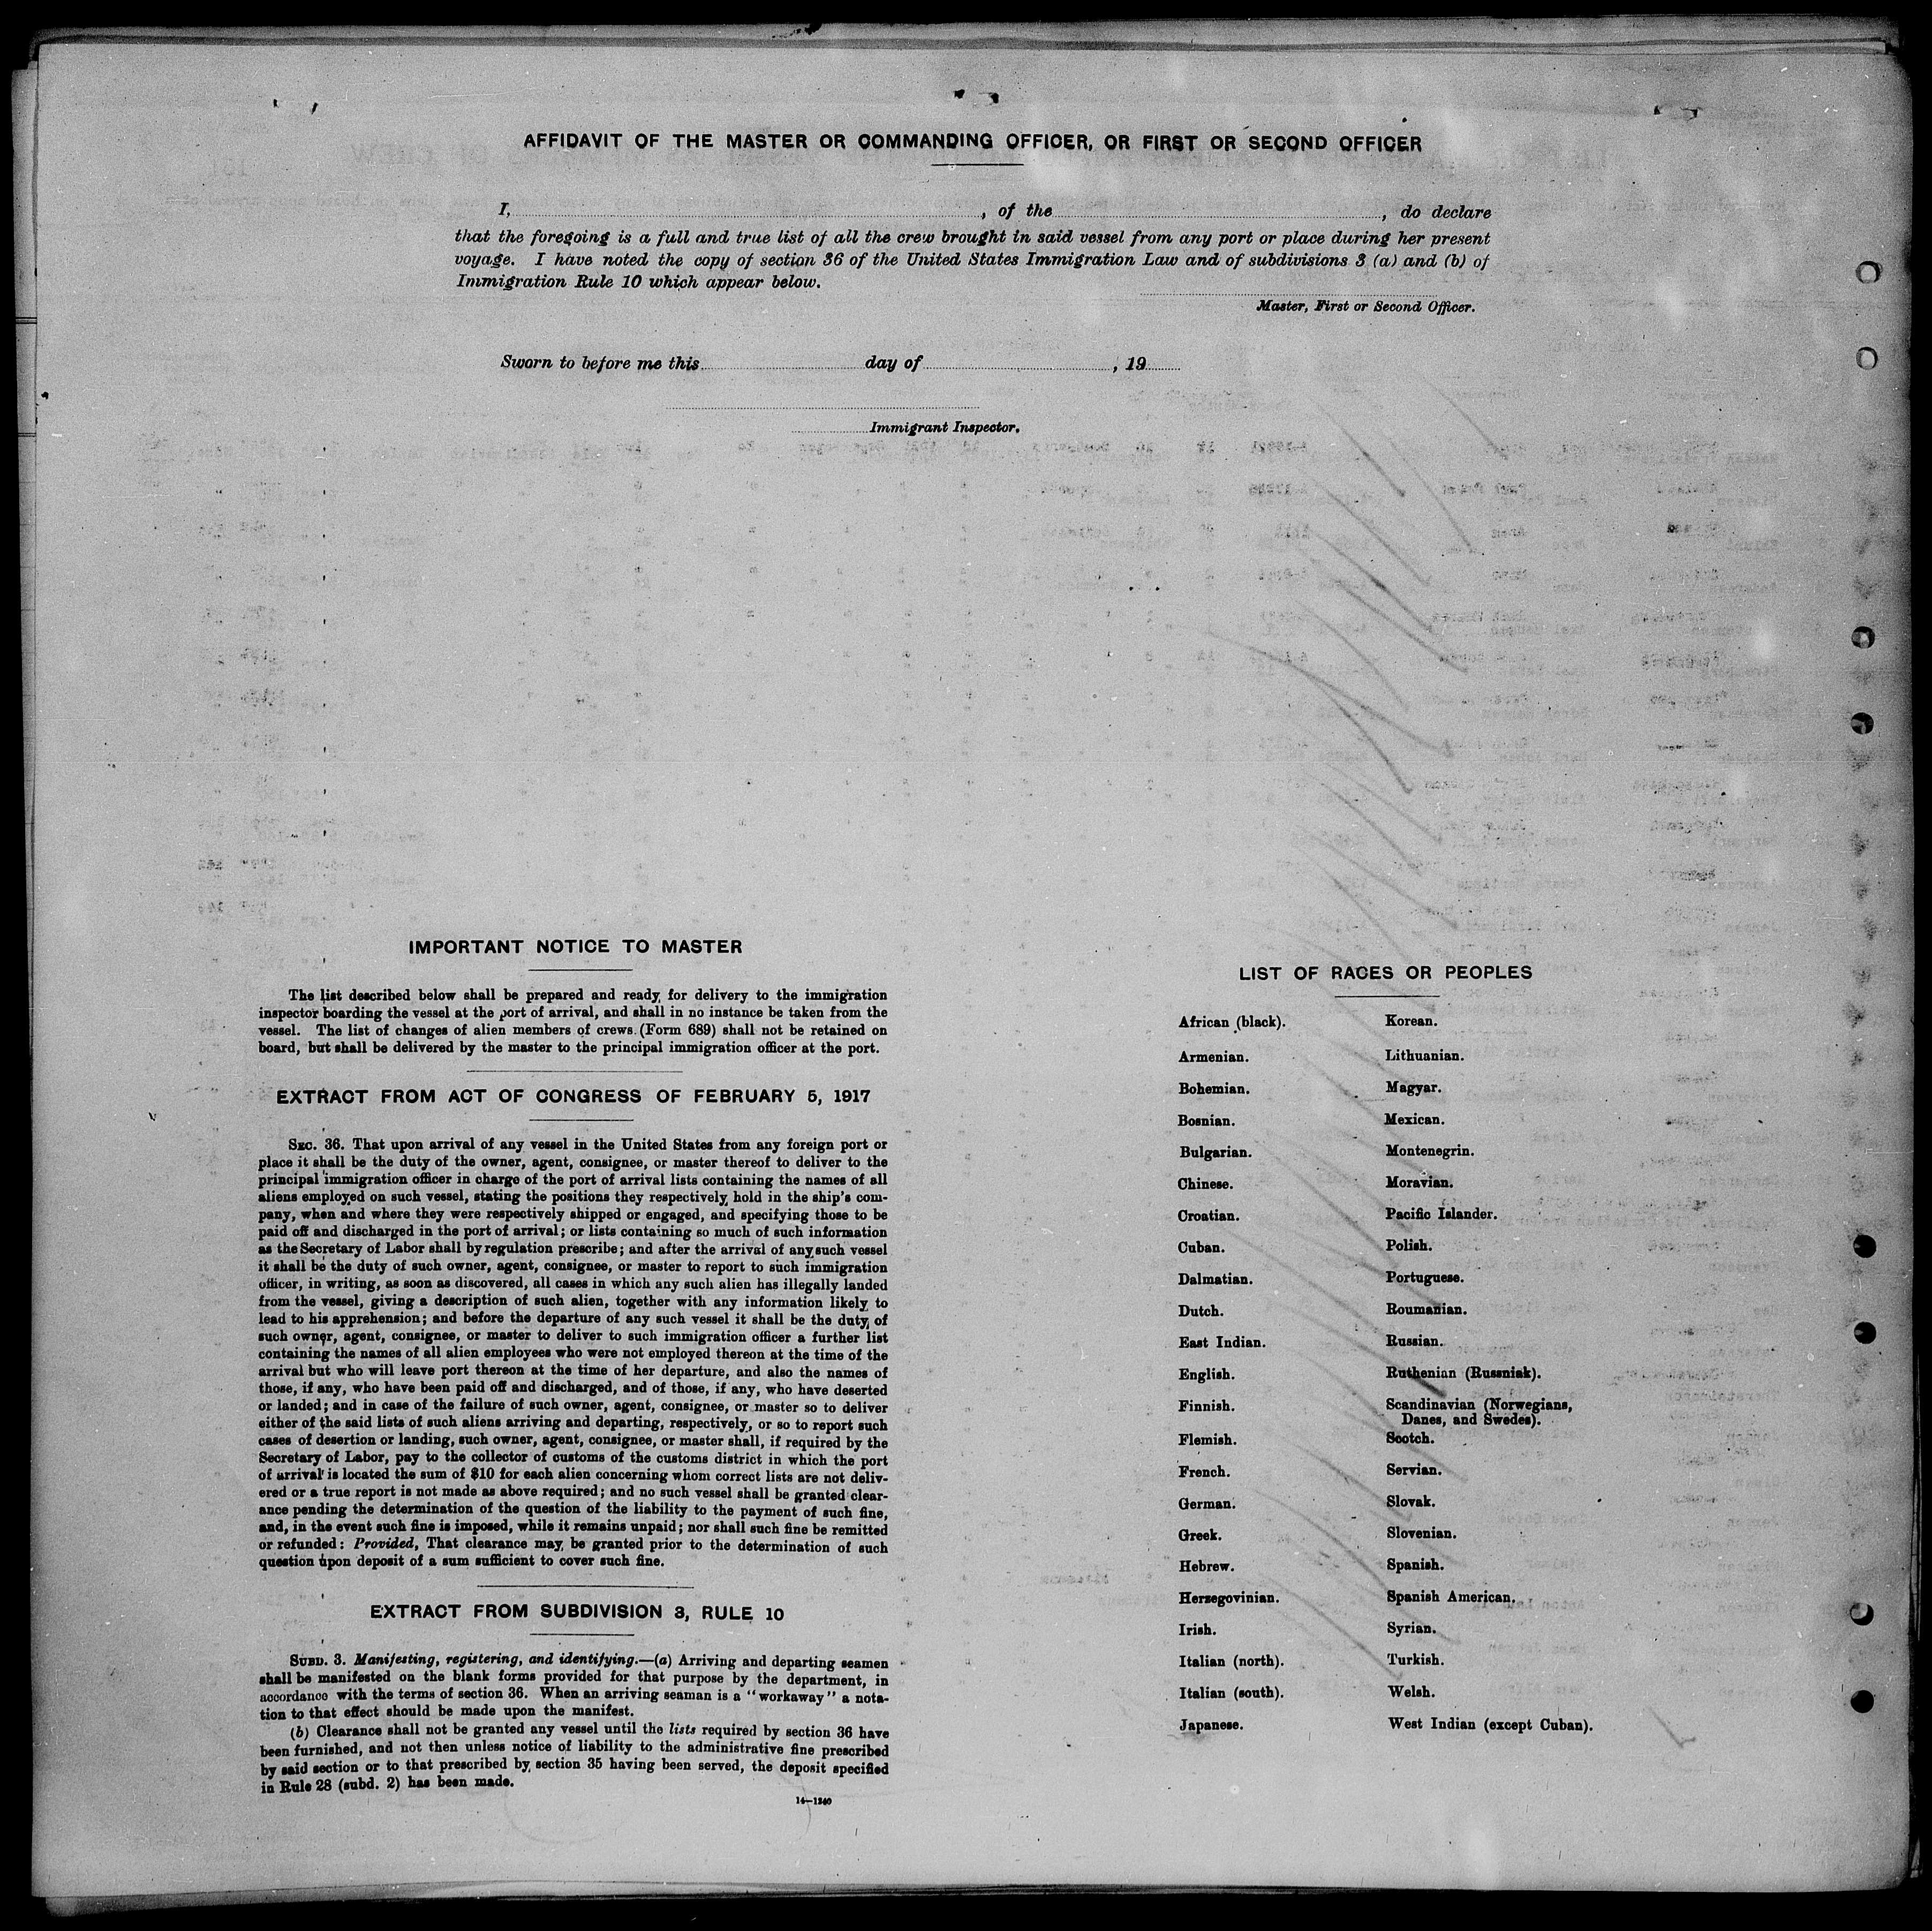 AFFIDAVIT OF THE MASTER OR COMMANDING OFFICER, OR FIRST OR SECOND OFFICER
I, , of the , do declare
that the foregoing is a full and true list of all the crew brought in said vessel from any port or place during her present
voyage. I have noted the copy of section 36 of the United States Immigration Law and of subdivisions 3 (a) and (b) of
Immigration Rule 10 which appear below.
Master, First or Second Officer.
Sworn to before me this day of , 19
Immigrant Inspector.
IMPORTANT NOTICE TO MASTER
The list described below shall be prepared and ready for delivery to the immigration
inspector boarding the vessel at the port of arrival, and shall in no instance be taken from the
vessel. The list of changes of alien members of crews (Form 689) shall not be retained on
board, but shall be delivered by the master to the principal immigration officer at the port.
EXTRACT FROM ACT OF CONGRESS OF FEBRUARY 5, 1917
SEC. 36. That upon arrival of any vessel in the United States from any foreign port or
place it shall be the duty of the owner, agent, consignee, or master thereof to deliver to the
principal immigration officer in charge of the port of arrival lists containing the names of all
aliens employed on such vessel, stating the positions they respectively hold in the ship's com-
pany, when and where they were respectively shipped or engaged, and specifying those to be
paid off and discharged in the port of arrival; or lists containing so much of such information
as the Secretary of Labor shall by regulation prescribe; and after the arrival of any such vessel
it shall be the duty of such owner, agent, consignee, or master to report to such immigration
officer, in writing, as soon as discovered, all cases in which any such alien has illegally landed
from the vessel, giving a description of such alien, together with any information likely to
lead to his apprehension; and before the departure of any such vessel it shall be the duty of
such owner, agent, consignee, or master to deliver to such immigration officer a further list
containing the names of all alien employees who were not employed thereon at the time of the
arrival but who will leave port thereon at the time of her departure, and also the names of
those, if any, who have been paid off and discharged, and of those, if any, who have deserted
or landed; and in case of the failure of such owner, agent, consignee, or master so to deliver
either of the said lists of such aliens arriving and departing, respectively, or so to report such
cases of desertion or landing, such owner, agent, consignee, or master shall, if required by the
Secretary of Labor, pay to the collector of customs of the customs district in which the port
of arrival is located the sum of $10 for each alien concerning whom correct lists are not deliv-
ered or a true report is not made as above required; and no such vessel shall be granted clear-
ance pending the determination of the question of the liability to the payment of such fine,
and, in the event such fine is imposed, while it remains unpaid; nor shall such fine be remitted
or refunded: Provided, That clearance may be granted prior to the determination of such
question upon deposit of a sum sufficient to cover such fine.
EXTRACT FROM SUBDIVISION 3, RULE 10
SUBD. 3. Manifesting, registering, and identifying.—(a) Arriving and departing seamen
shall be manifested on the blank forms provided for that purpose by the department, in
accordance with the terms of section 36. When an arriving seaman is a "workaway" a nota-
tion to that effect should be made upon the manifest.
(b) Clearance shall not be granted any vessel until the lists required by section 36 have
been furnished, and not then unless notice of liability to the administrative fine prescribed
by said section or to that prescribed by section 35 having been served, the deposit specified
in Rule 28 (subd. 2) has been made.
14—1240
LIST OF RACES OR PEOPLES
African (black).
Armenian.
Bohemian.
Bosnian.
Bulgarian.
Chinese.
Croatian.
Cuban.
Dalmatian.
Dutch.
East Indian.
English.
Finnish.
Flemish.
French.
German.
Greek.
Hebrew.
Herzegovinian.
Irish.
Italian (north).
Italian (south).
Japanese.
Korean.
Lithuanian.
Magyar.
Mexican.
Montenegrin.
Moravian.
Pacific Islander.
Polish.
Portuguese.
Roumanian.
Russian.
Ruthenian (Russniak).
Scandinavian (Norwegians,
Danes, and Swedes).
Scotch.
Servian.
Slovak.
Slovenian.
Spanish.
Spanish American.
Syrian.
Turkish.
Welsh.
West Indian (except Cuban).